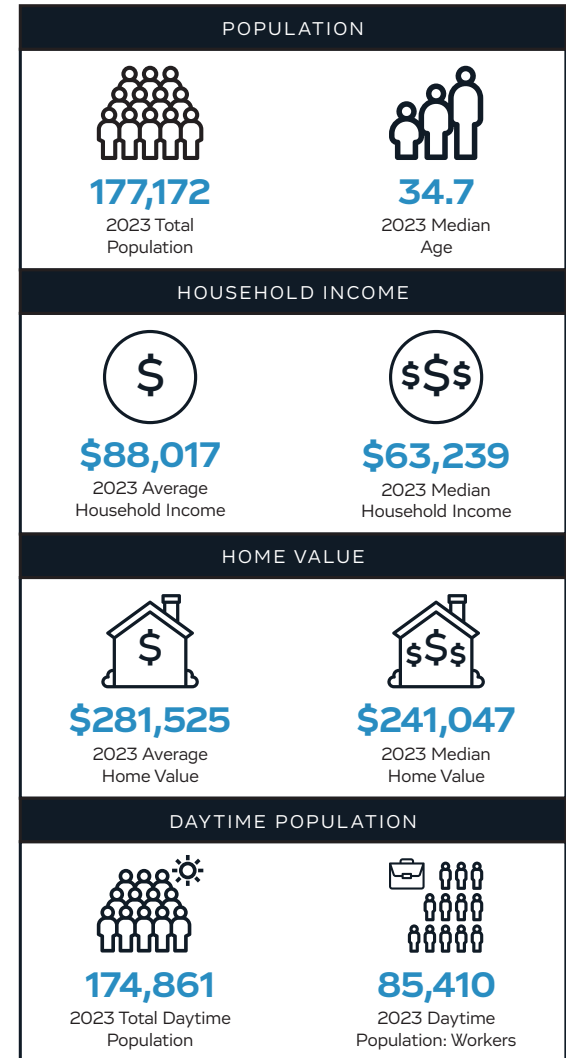 POPULATION
177,172
2023 Total
Population
34.7
2023 Median
Age
HOUSEHOLD INCOME
$
$88,017
2023 Average
Household Income
$$$
$63,239
2023 Median
Household Income
HOME VALUE
$
$281,525
2023 Average
Home Value
$$$
$241,047
2023 Median
Home Value
DAYTIME POPULATION
174,861
2023 Total Daytime
Population
85,410
2023 Daytime
Population: Workers